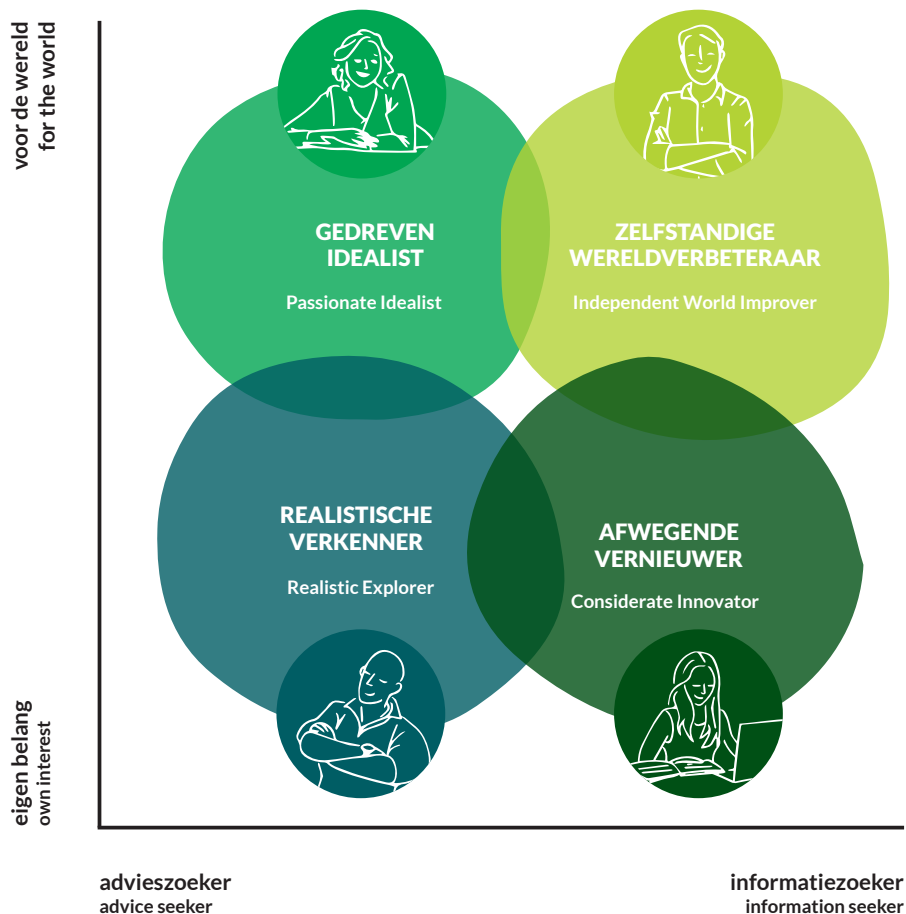 voor de wereld
for the world
GEDREVEN
IDEALIST
Passionate Idealist
ZELFSTANDIGE
WERELDVERBETERAAR
Independent World Improver
REALISTISCHE
VERKENNER
Realistic Explorer
AFWEGENDE
VERNIEUWER
Considerate Innovator
eigen belang
own interest
advieszoeker
advice seeker
informatiezoeker
information seeker